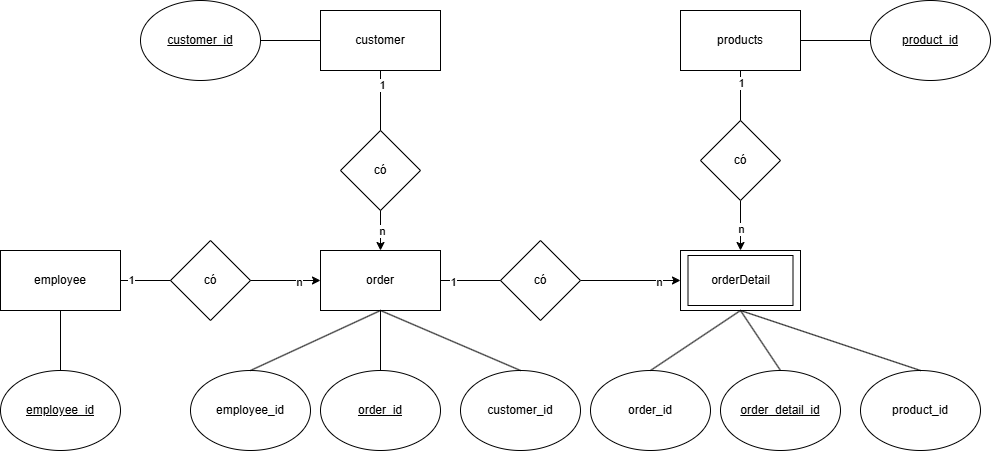 customer_id
customer
products
product_id
1
1
có
có
n
n
employee
1
có
n
order
1
có
n
orderDetail
employee_id
employee_id
order_id
customer_id
order_id
order_detail_id
product_id